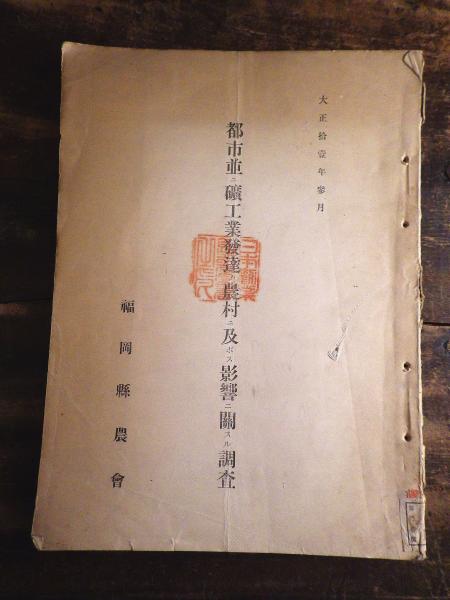 大正拾壹年參月
都市並ニ礦工業發達ノ農村ニ及ボス影響ニ關スル調査
福岡縣農會